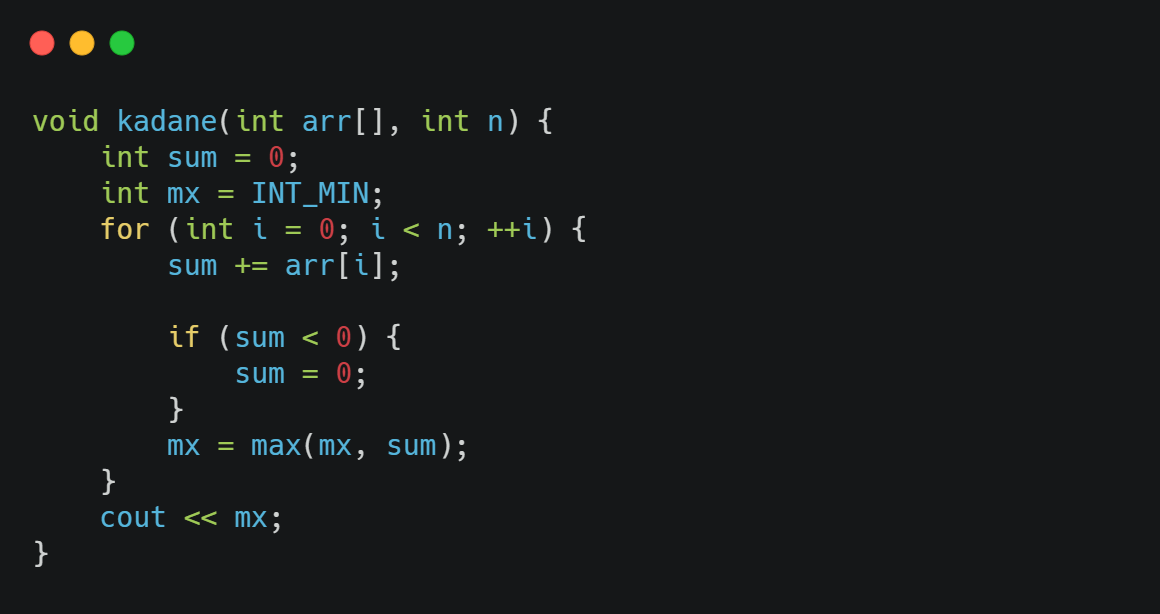 void kadane(int arr[], int n) {
    int sum = 0;
    int mx = INT_MIN;
    for (int i = 0; i < n; ++i) {
        sum += arr[i];

        if (sum < 0) {
            sum = 0;
        }
        mx = max(mx, sum);
    }
    cout << mx;
}